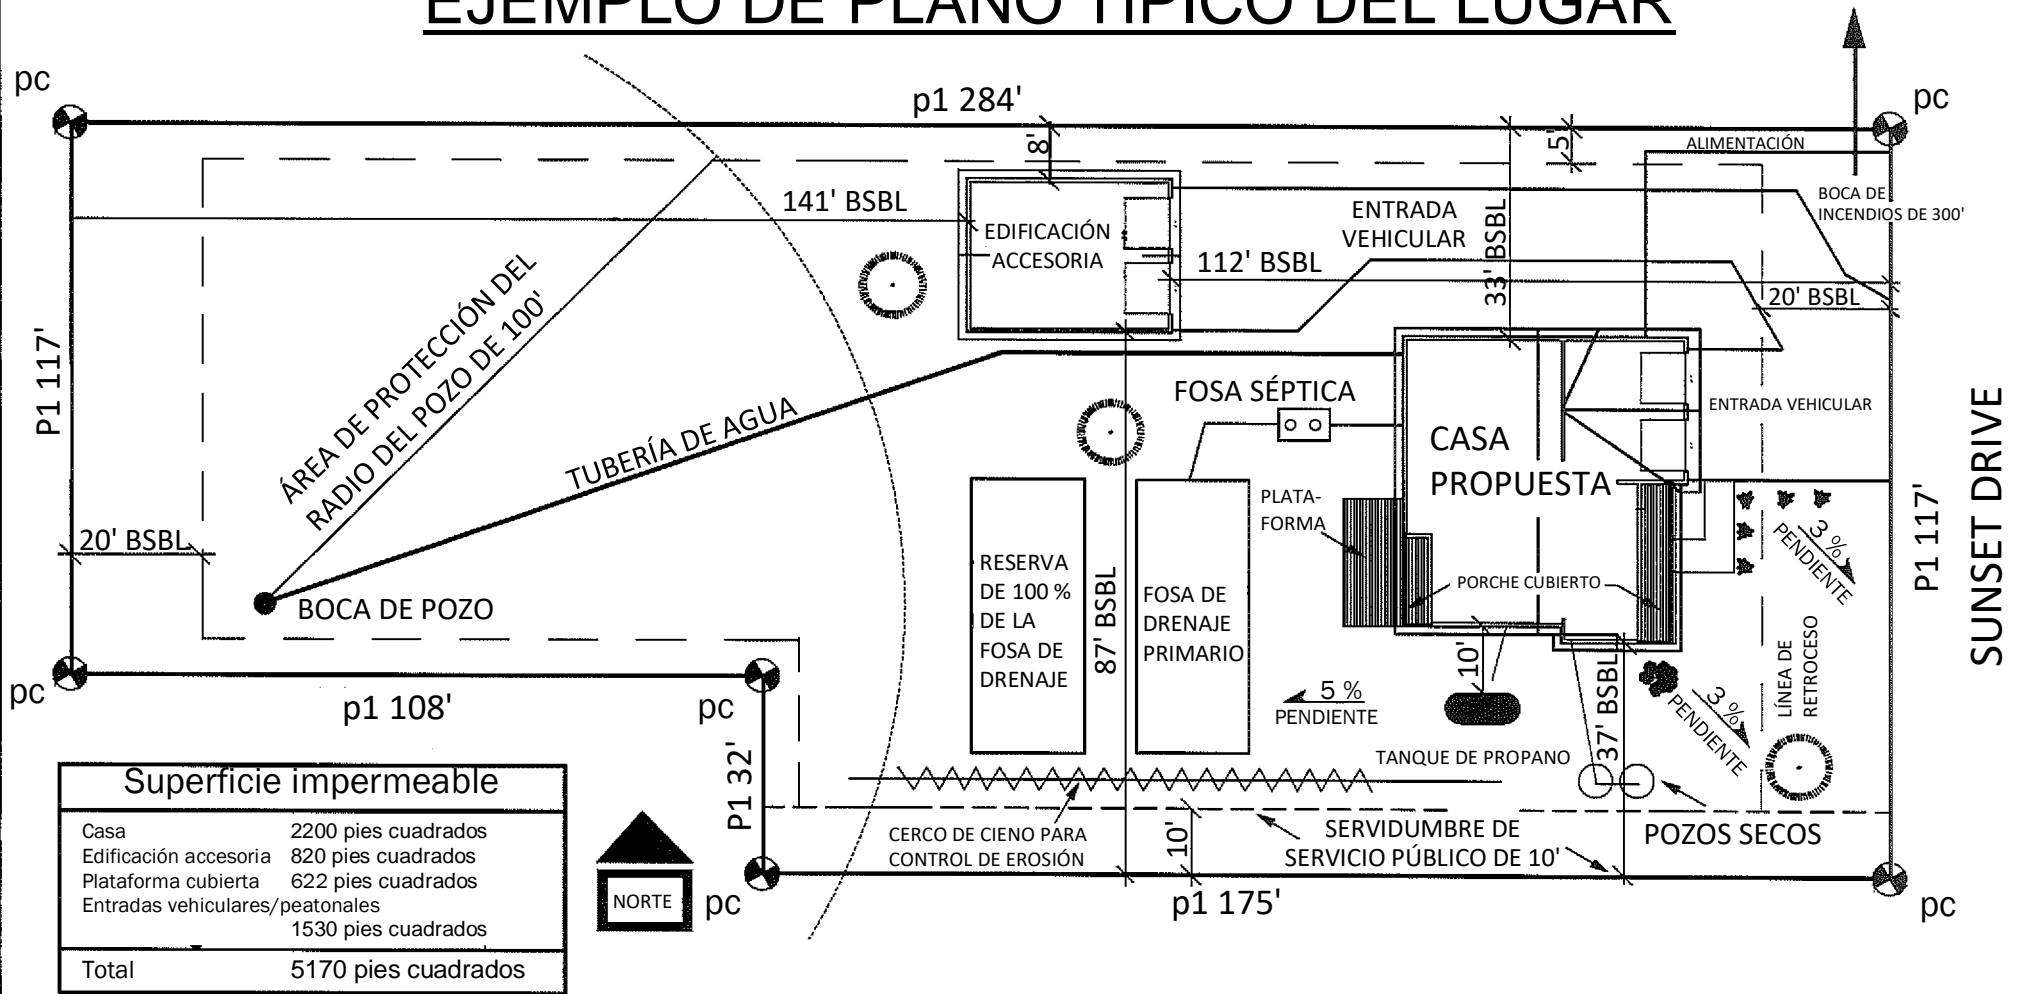 EJEMPLO DE PLANO TÍPICO DEL LUGAR
pc
p1 284'
pc
8'
5'
ALIMENTACIÓN
BOCA DE
INCENDIOS DE 300'
141' BSBL
EDIFICACIÓN
ACCESORIA
ENTRADA
VEHICULAR
33' BSBL
112' BSBL
20' BSBL
ÁREA DE PROTECCIÓN DEL
RADIO DEL POZO DE 100'
P1 117'
TUBERÍA DE AGUA
FOSA SÉPTICA
CASA
PROPUESTA
ENTRADA VEHICULAR
SUNSET DRIVE
P1 117'
20' BSBL
BOCA DE POZO
RESERVA
DE 100 %
DE LA
FOSA DE
DRENAJE
87' BSBL
FOSA DE
DRENAJE
PRIMARIO
PLATA-
FORMA
PORCHE CUBIERTO
3 %
PENDIENTE
LÍNEA DE
RETROCESO
10'
37' BSBL
5 %
PENDIENTE
3 %
PENDIENTE
TANQUE DE PROPANO
pc
p1 108'
pc
P1 32'
CERCO DE CIENO PARA
CONTROL DE EROSIÓN
10'
SERVIDUMBRE DE
SERVICIO PÚBLICO DE 10'
POZOS SECOS
pc
p1 175'
pc
NORTE
Superficie impermeable
Casa 2200 pies cuadrados
Edificación accesoria 820 pies cuadrados
Plataforma cubierta 622 pies cuadrados
Entradas vehiculares/peatonales
1530 pies cuadrados
Total 5170 pies cuadrados